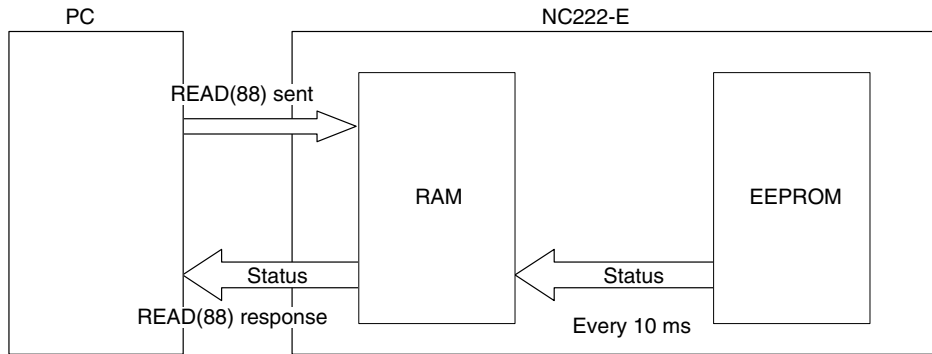 PC
NC222-E
READ(88) sent
RAM
EEPROM
Status
Status
READ(88) response
Every 10 ms